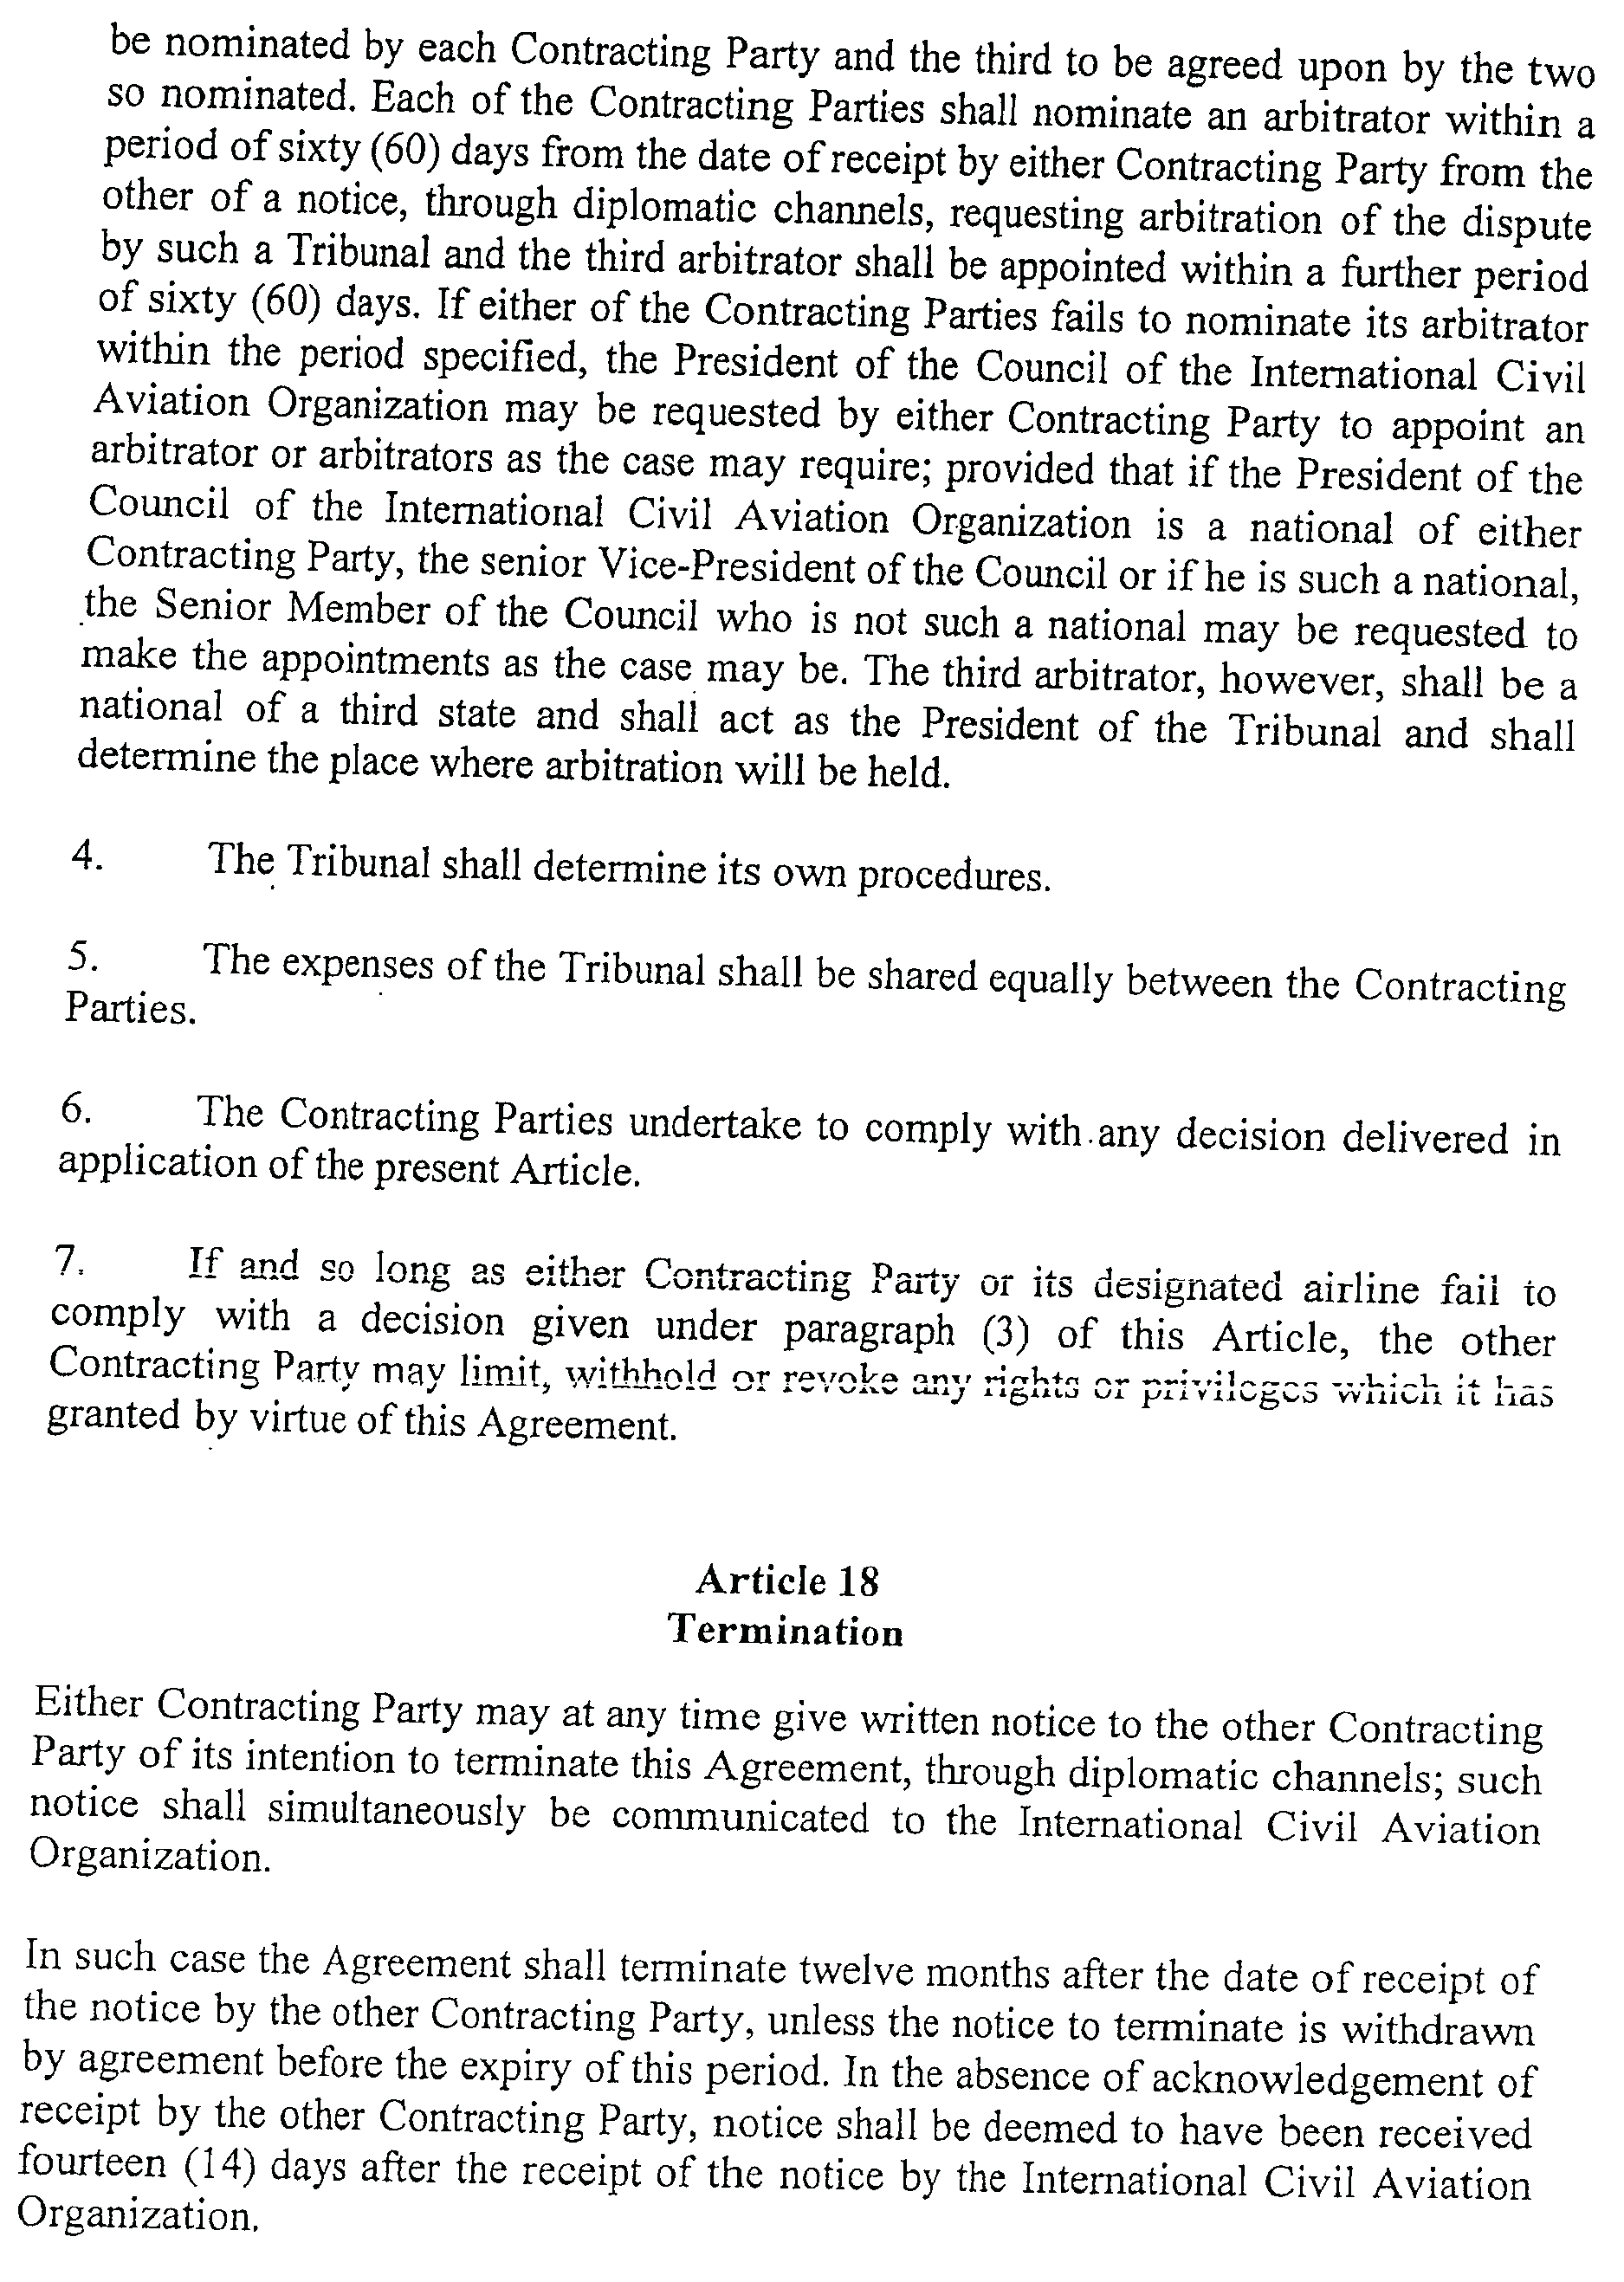 be nominated by each Contracting Party and the third to be agreed upon by the two
so nominated. Each of the Contracting Parties shall nominate an arbitrator within a
period of sixty (60) days from the date of receipt by either Contracting Party from the
other of a notice, through diplomatic channels, requesting arbitration of the dispute
by such a Tribunal and the third arbitrator shall be appointed within a further period
of sixty (60) days. If either of the Contracting Parties fails to nominate its arbitrator
within the period specified, the President of the Council of the International Civil
Aviation Organization may be requested by either Contracting Party to appoint an
arbitrator or arbitrators as the case may require; provided that if the President of the
Council of the International Civil Aviation Organization is a national of either
Contracting Party, the senior Vice-President of the Council or if he is such a national,
the Senior Member of the Council who is not such a national may be requested to
make the appointments as the case may be. The third arbitrator, however, shall be a
national of a third state and shall act as the President of the Tribunal and shall
determine the place where arbitration will be held.
4. The Tribunal shall determine its own procedures.
5. The expenses of the Tribunal shall be shared equally between the Contracting
Parties.
6. The Contracting Parties undertake to comply with any decision delivered in
application of the present Article.
7. If and so long as either Contracting Party or its designated airline fail to
comply with a decision given under paragraph (3) of this Article, the other
Contracting Party may limit, withhold or revoke any rights or privileges which it has
granted by virtue of this Agreement.
Article 18
Termination
Either Contracting Party may at any time give written notice to the other Contracting
Party of its intention to terminate this Agreement, through diplomatic channels; such
notice shall simultaneously be communicated to the International Civil Aviation
Organization.
In such case the Agreement shall terminate twelve months after the date of receipt of
the notice by the other Contracting Party, unless the notice to terminate is withdrawn
by agreement before the expiry of this period. In the absence of acknowledgement of
receipt by the other Contracting Party, notice shall be deemed to have been received
fourteen (14) days after the receipt of the notice by the International Civil Aviation
Organization.